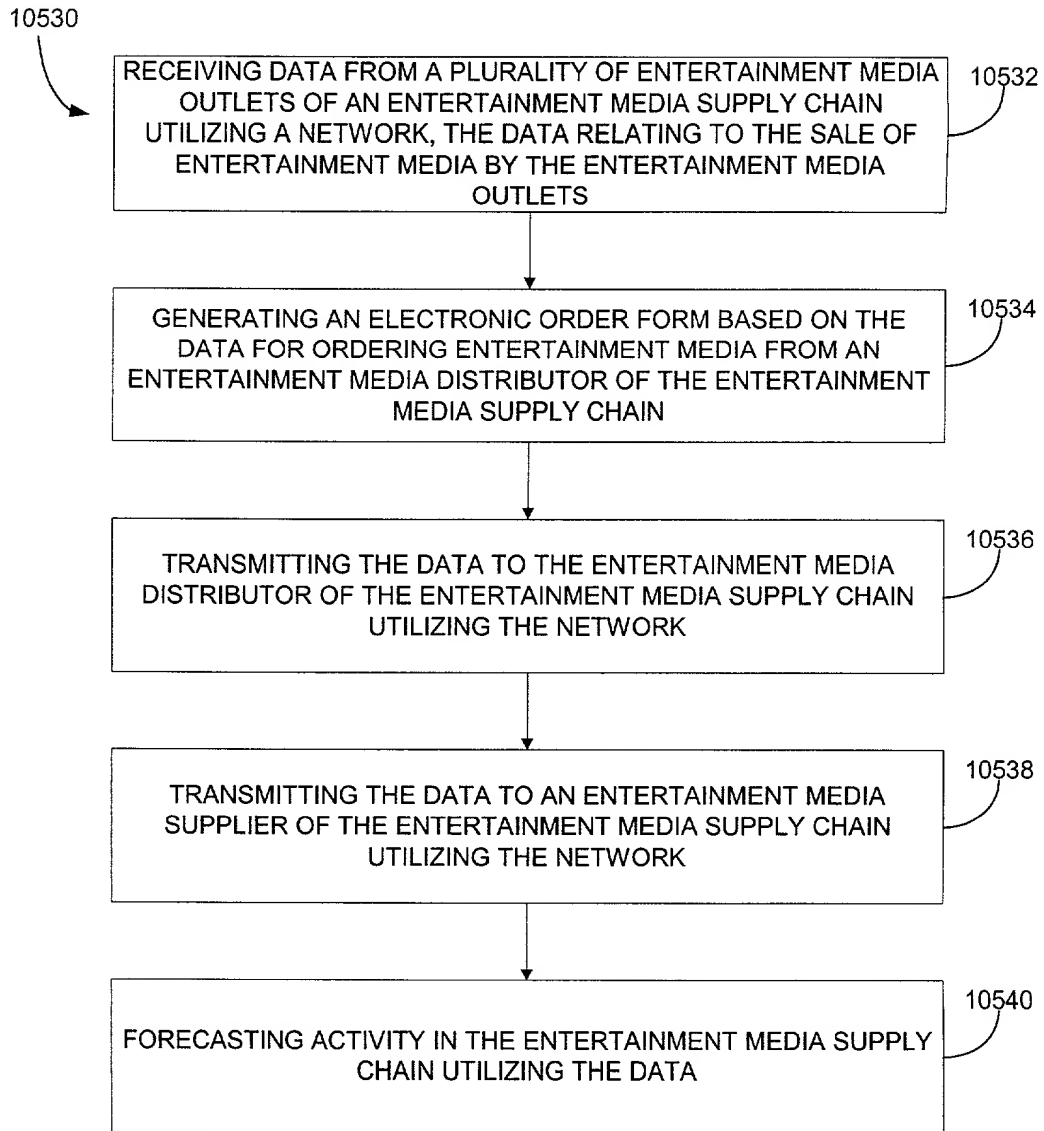 10530
RECEIVING DATA FROM A PLURALITY OF ENTERTAINMENT MEDIA
OUTLETS OF AN ENTERTAINMENT MEDIA SUPPLY CHAIN
UTILIZING A NETWORK, THE DATA RELATING TO THE SALE OF
ENTERTAINMENT MEDIA BY THE ENTERTAINMENT MEDIA
OUTLETS
10532
GENERATING AN ELECTRONIC ORDER FORM BASED ON THE
DATA FOR ORDERING ENTERTAINMENT MEDIA FROM AN
ENTERTAINMENT MEDIA DISTRIBUTOR OF THE ENTERTAINMENT
MEDIA SUPPLY CHAIN
10534
TRANSMITTING THE DATA TO THE ENTERTAINMENT MEDIA
DISTRIBUTOR OF THE ENTERTAINMENT MEDIA SUPPLY CHAIN
UTILIZING THE NETWORK
10536
TRANSMITTING THE DATA TO AN ENTERTAINMENT MEDIA
SUPPLIER OF THE ENTERTAINMENT MEDIA SUPPLY CHAIN
UTILIZING THE NETWORK
10538
FORECASTING ACTIVITY IN THE ENTERTAINMENT MEDIA SUPPLY
CHAIN UTILIZING THE DATA
10540